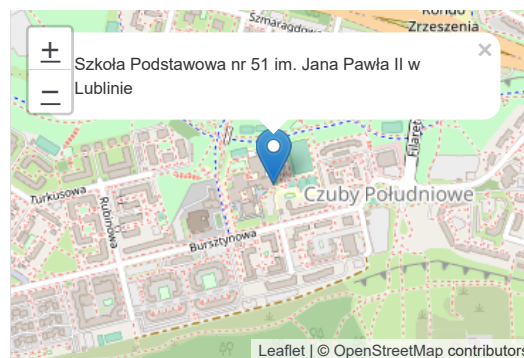 Szmaragdowa
Rondo
Zrzeszenia
+
−
Szkoła Podstawowa nr 51 im. Jana Pawła II w
Lublinie
×
Filaret
Turkusowa
Rubinowa
Czuby Południowe
Bursztynowa
Leaflet | © OpenStreetMap contributors